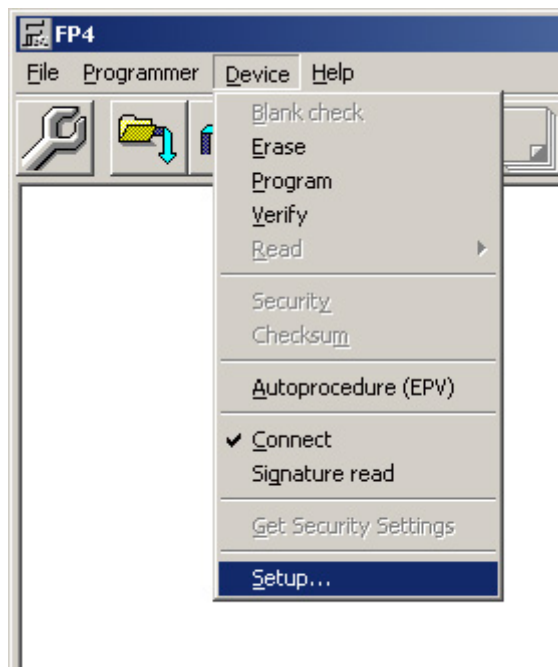 FP4
File Programmer Device Help
Blank check
Erase
Program
Verify
Read
Security
Checksum
Autoprocedure (EPV)
Connect
Signature read
Get Security Settings
Setup...